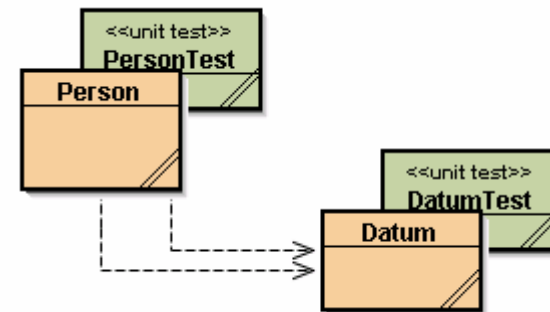 <<unit test>>
PersonTest
Person
<<unit test>>
DatumTest
Datum